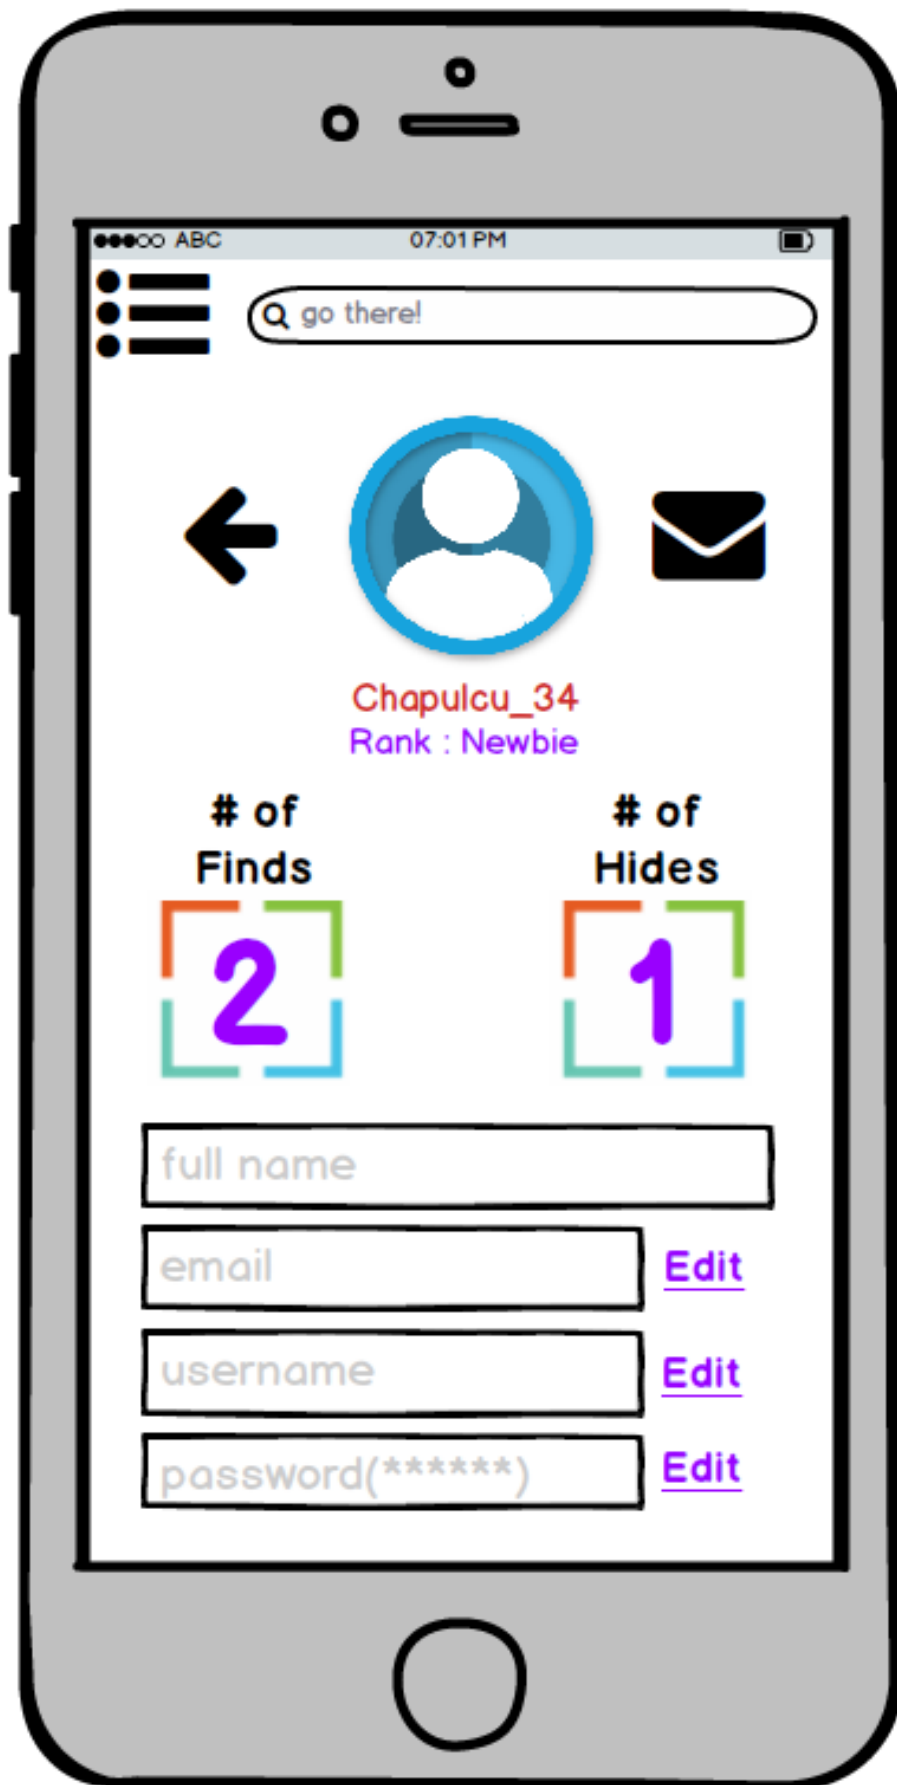 ABC 07:01 PM
go there!
Chapulcu_34
Rank : Newbie
# of
Finds
# of
Hides
2
1
full name
email Edit
username Edit
password(******) Edit